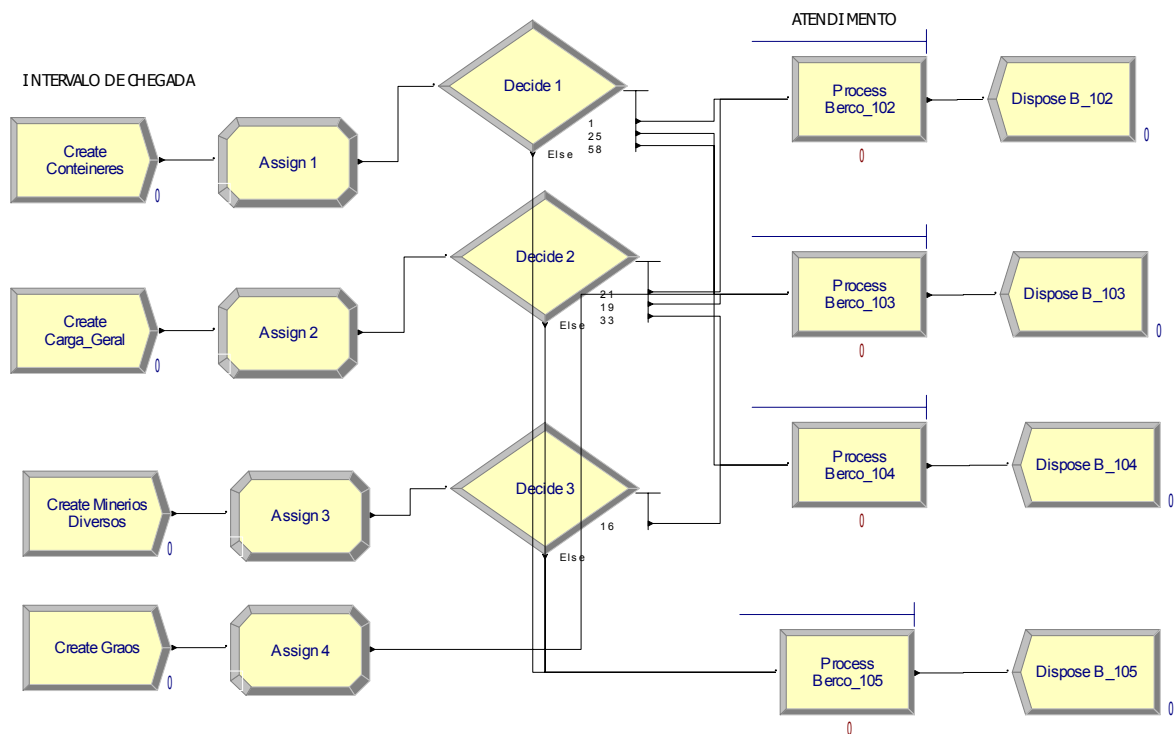 ATENDIMENTO
INTERVALO DE CHEGADA
Create
Conteineres
0
Assign 1
Decide 1
1
25
58
Else
Process
Berco_102
0
Dispose B_102
0
Create
Carga_Geral
0
Assign 2
Decide 2
21
19
33
Else
Process
Berco_103
0
Dispose B_103
0
Create Minerios
Diversos
0
Assign 3
Decide 3
16
Else
Process
Berco_104
0
Dispose B_104
0
Create Graos
0
Assign 4
Process
Berco_105
0
Dispose B_105
0